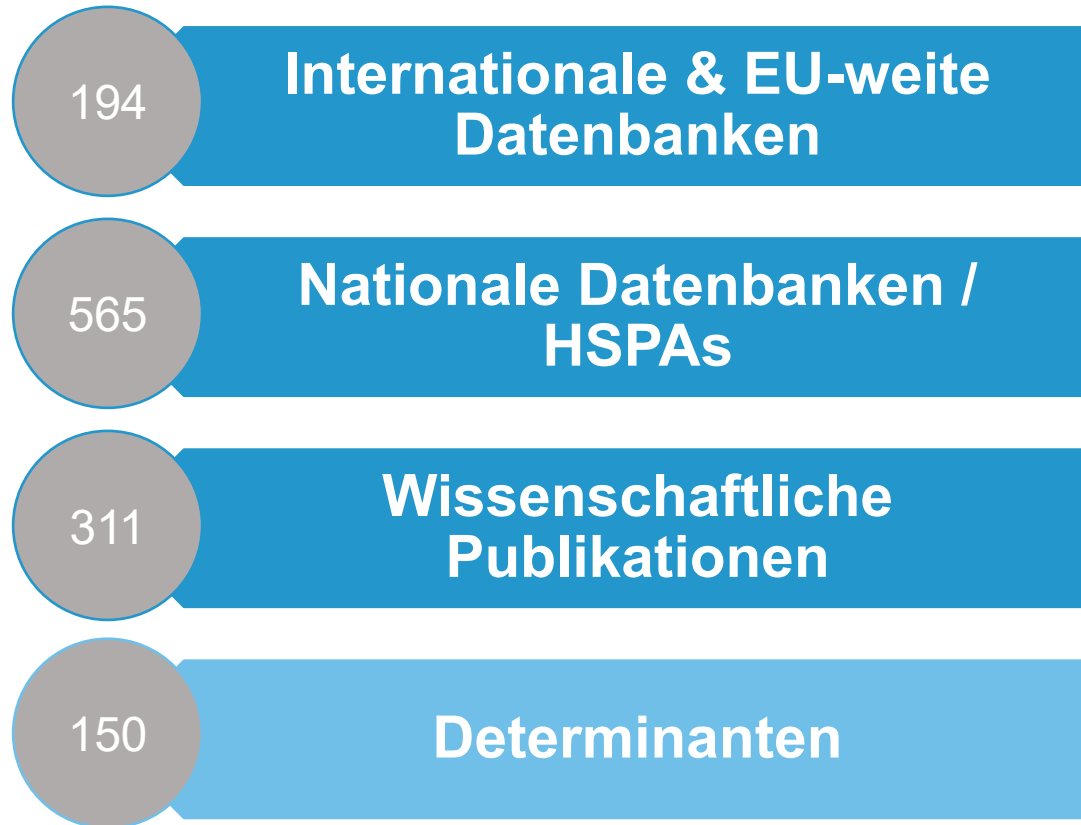 194
Internationale & EU-weite
Datenbanken
565
Nationale Datenbanken /
HSPAs
311
Wissenschaftliche
Publikationen
150
Determinanten